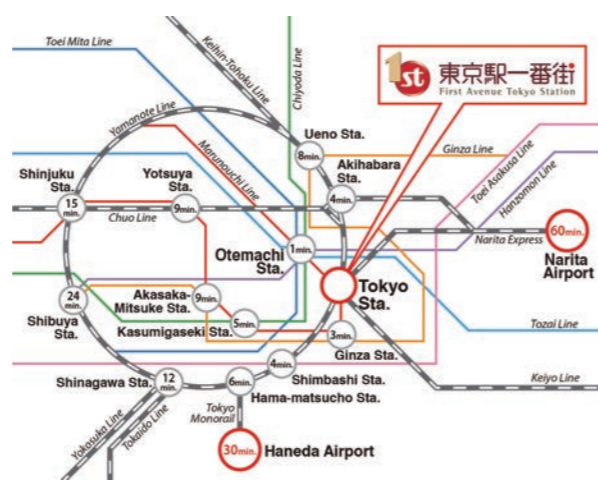 Toei Mita Line
Keihin-Tohoku Line
Chiyoda Line
1st
東京駅一番街
First Avenue Tokyo Station
Yamanote Line
Marunouchi Line
Ueno Sta.
8min.
Ginza Line
Toei Asakusa Line
Hanzomon Line
Akihabara
Sta.
4min.
Shinjuku
Sta.
15
min.
Yotsuya
Sta.
9min.
Chuo Line
Otemachi
Sta.
1min.
60min.
Narita Express
Narita
Airport
Tokyo
Sta.
24
min.
Shibuya
Sta.
Akasaka-
Mitsuke Sta.
9min.
Kasumigaseki Sta.
5min.
3min.
Ginza Sta.
Tozai Line
4min.
Shimbashi Sta.
Keiyo Line
Shinagawa Sta.
12
min.
6min.
Hama-matsucho Sta.
Yokosuka Line
Tokaido Line
Tokyo
Monorail
30min.
Haneda Airport